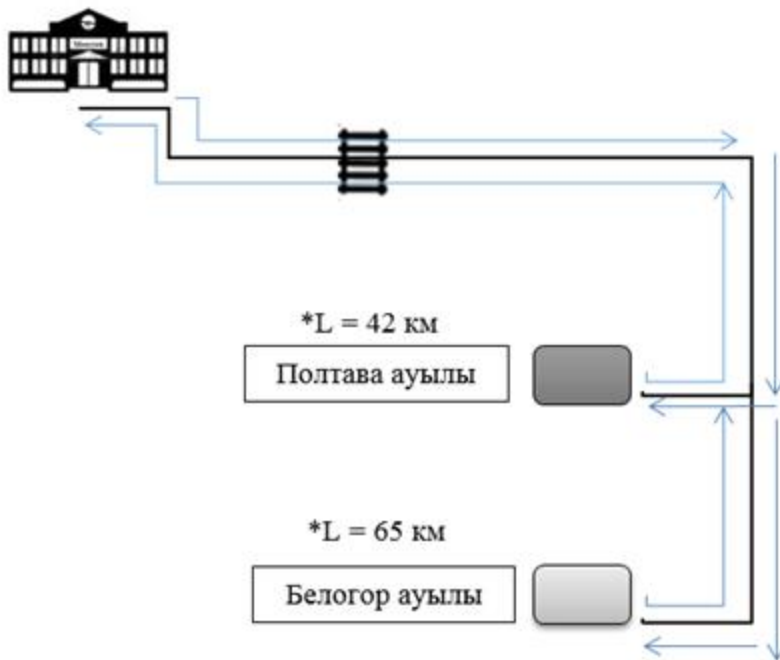 *L = 42 км
Полтава ауылы
*L = 65 км
Белогор ауылы